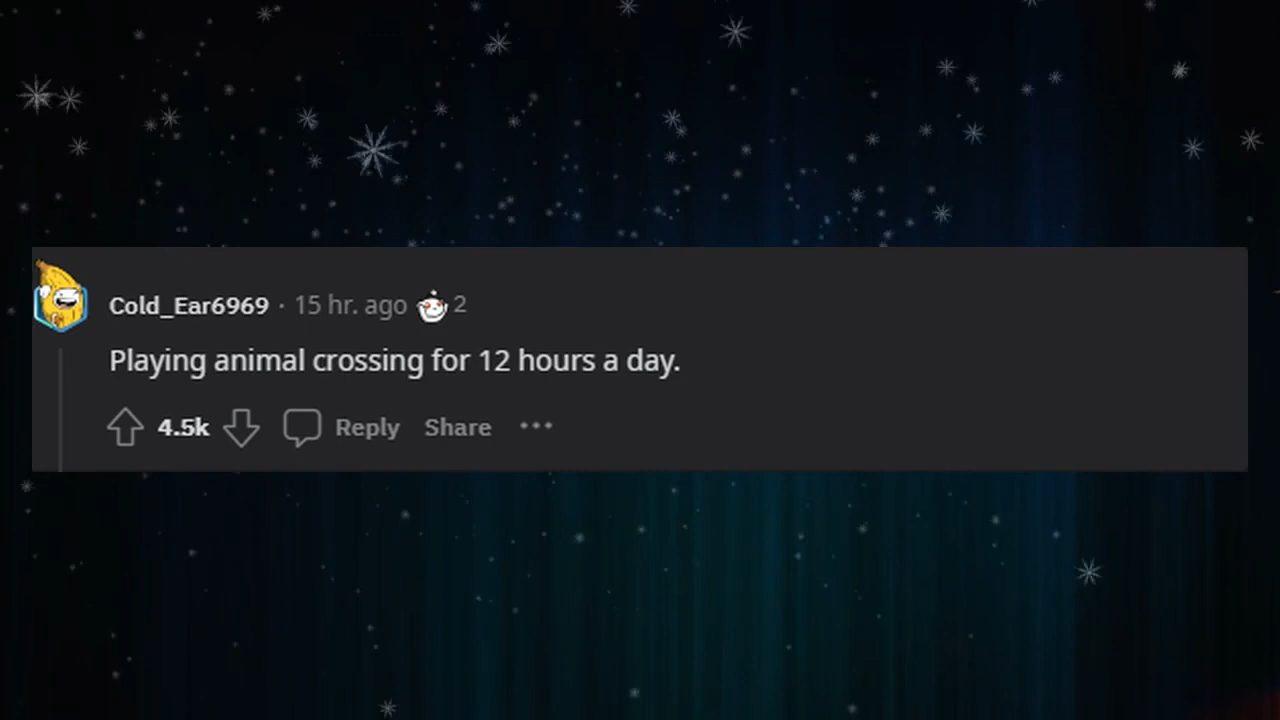 Cold_Ear6969 · 15 hr. ago 2
Playing animal crossing for 12 hours a day.
4.5k Reply Share ...